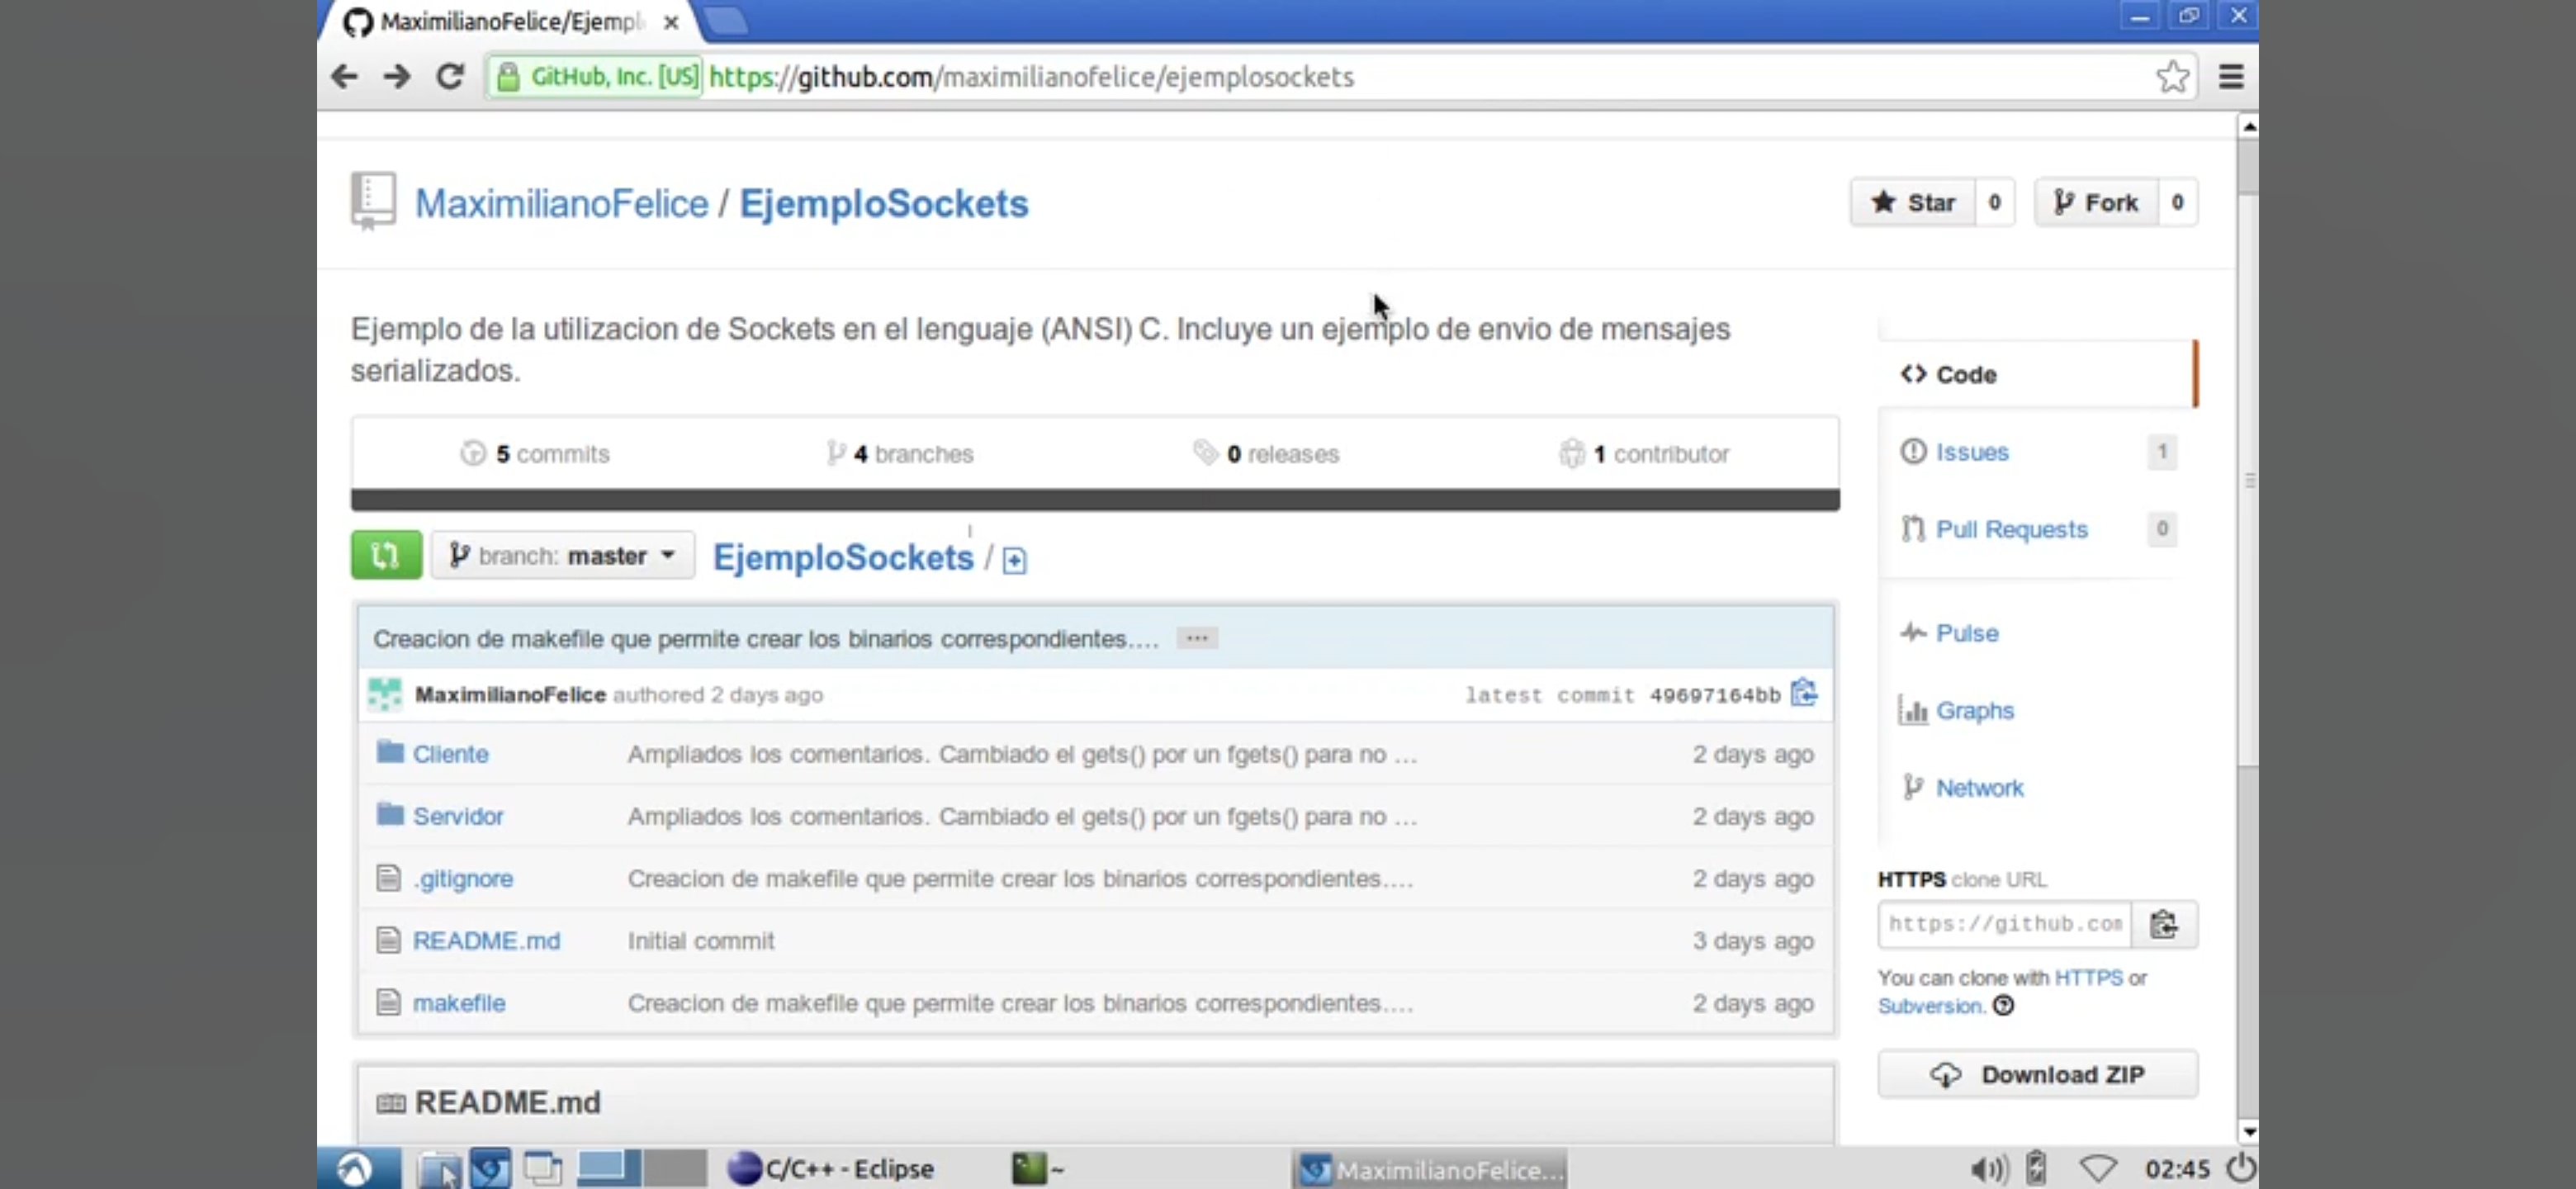 MaximilianoFelice/Ejempl
GitHub, Inc. [US] https://github.com/maximilianofelice/ejemplosockets
MaximilianoFelice / EjemploSockets
Star 0 Fork 0
Ejemplo de la utilizacion de Sockets en el lenguaje (ANSI) C. Incluye un ejemplo de envio de mensajes
serializados.
5 commits 4 branches 0 releases 1 contributor
branch: master EjemploSockets /
Creacion de makefile que permite crear los binarios correspondientes.... ...
MaximilianoFelice authored 2 days ago latest commit 49697164bb
Cliente Ampliados los comentarios. Cambiado el gets() por un fgets() para no ... 2 days ago
Servidor Ampliados los comentarios. Cambiado el gets() por un fgets() para no ... 2 days ago
.gitignore Creacion de makefile que permite crear los binarios correspondientes.... 2 days ago
README.md Initial commit 3 days ago
makefile Creacion de makefile que permite crear los binarios correspondientes.... 2 days ago
README.md
Code
Issues 1
Pull Requests 0
Pulse
Graphs
Network
HTTPS clone URL
https://github.com
You can clone with HTTPS or
Subversion.
Download ZIP
C/C++ - Eclipse ~ MaximilianoFelice... 02:45